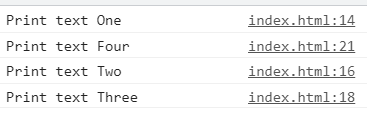 Print text One index.html:14
Print text Four index.html:21
Print text Two index.html:16
Print text Three index.html:18